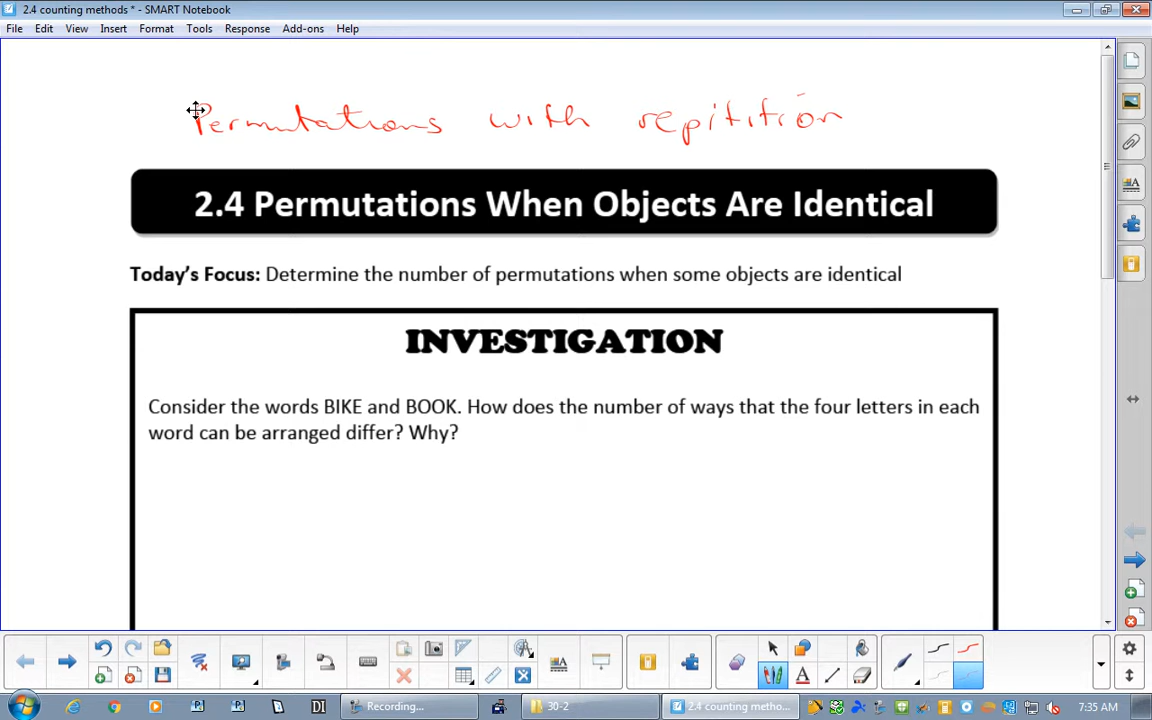 2.4 counting methods * - SMART Notebook
File Edit View Insert Format Tools Response Add-ons Help
Permutations with repitition
2.4 Permutations When Objects Are Identical
Today's Focus: Determine the number of permutations when some objects are identical
INVESTIGATION
Consider the words BIKE and BOOK. How does the number of ways that the four letters in each
word can be arranged differ? Why?
DI Recording... 30-2 2.4 counting metho... 7:35 AM